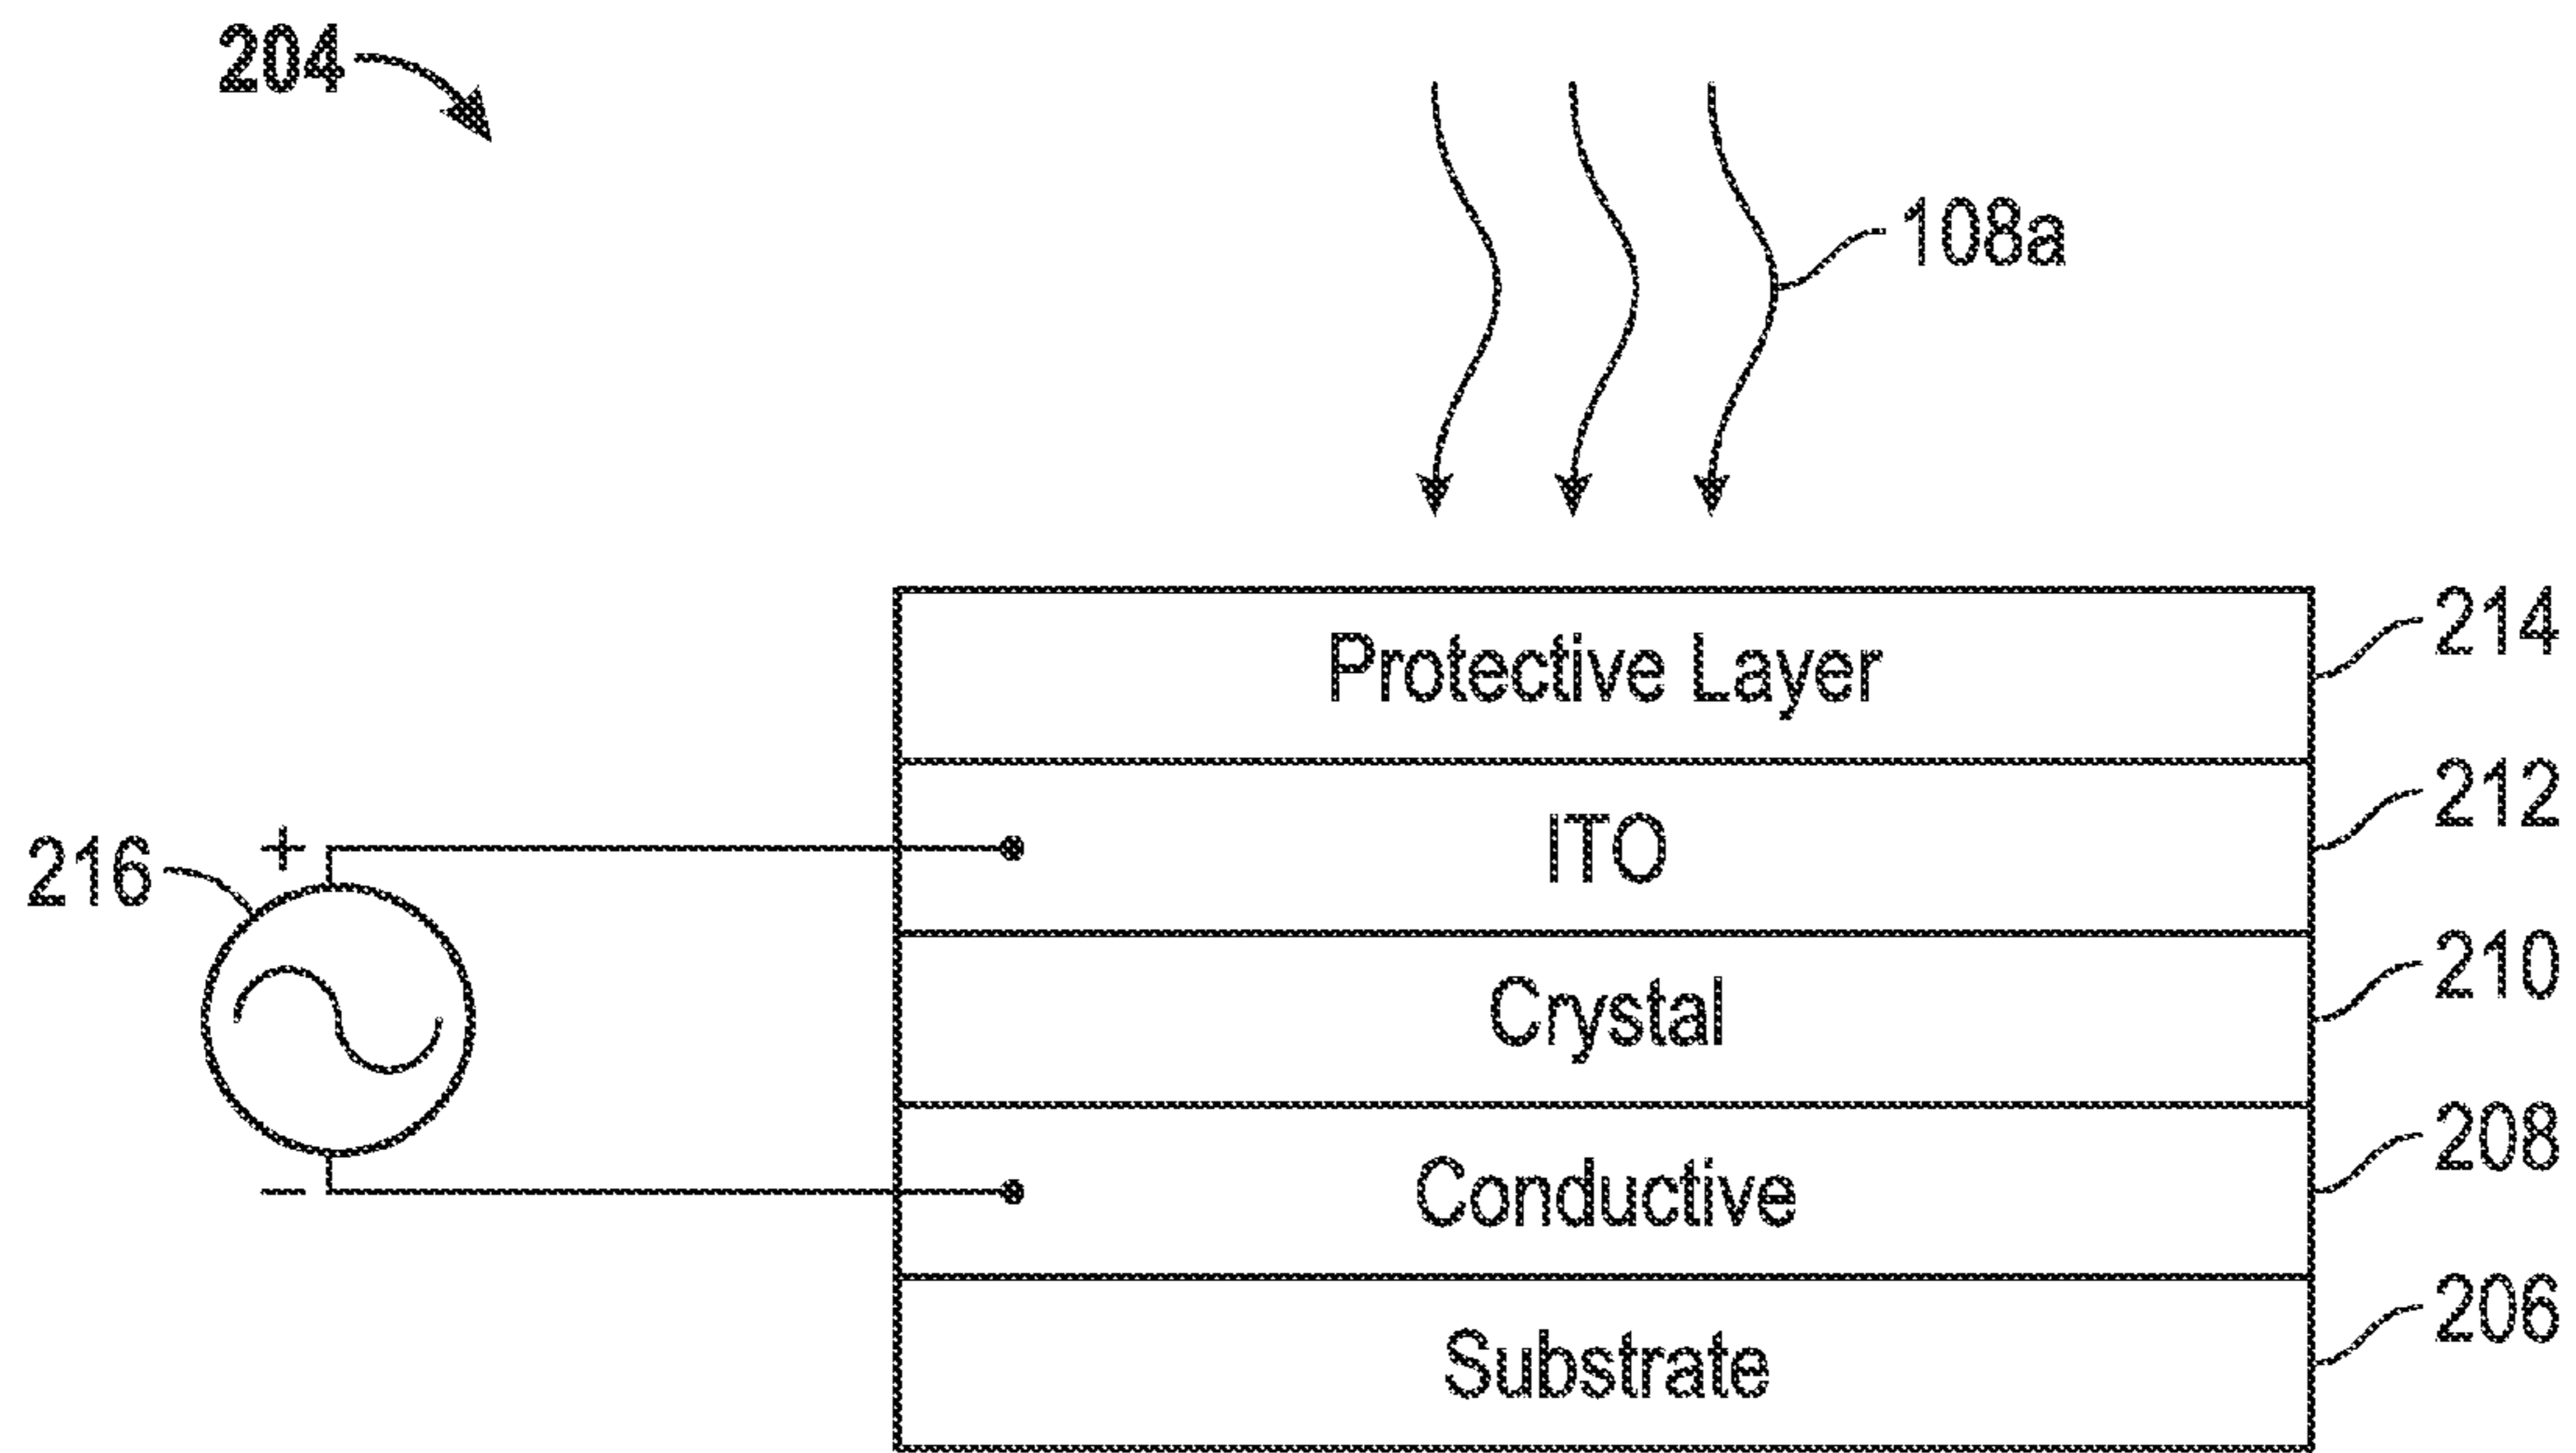 204
108a
Protective Layer
214
ITO
212
+
216
Crystal
210
Conductive
208
−
Substrate
206